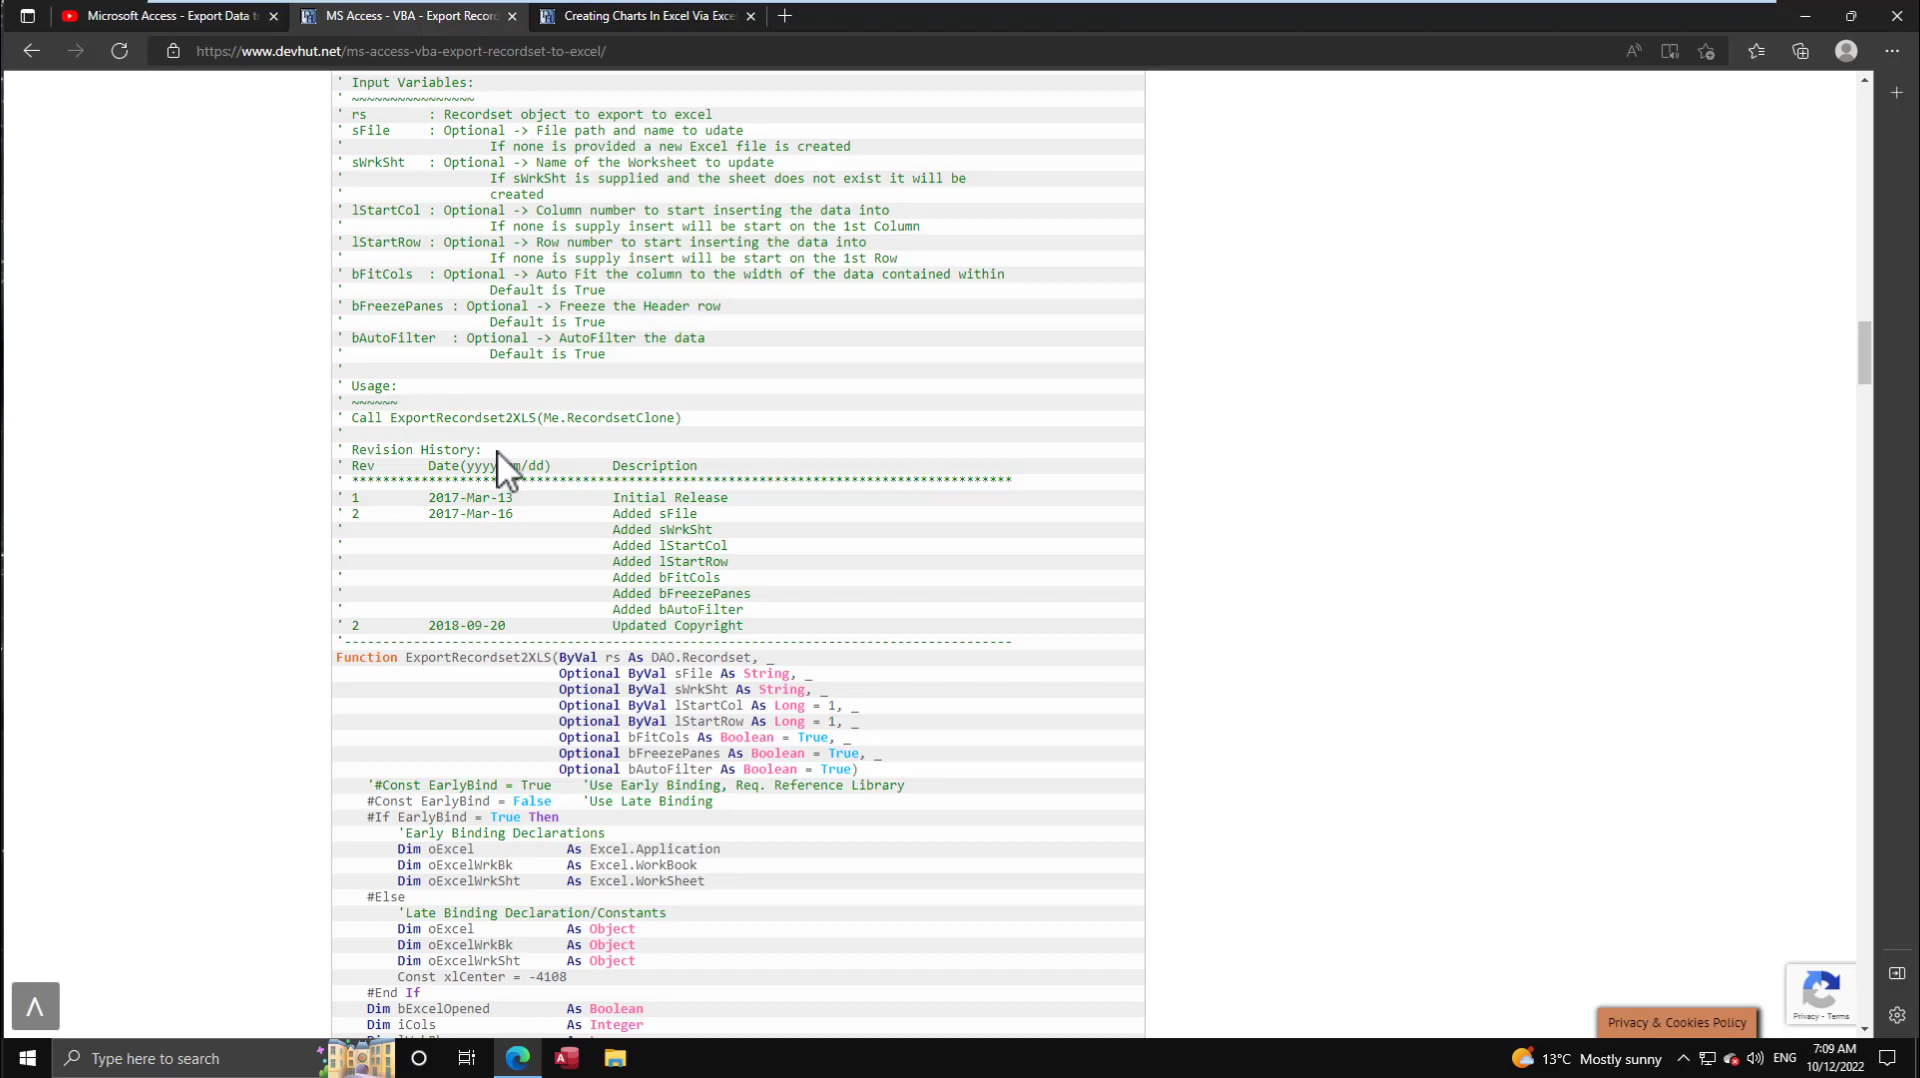 Microsoft Access - Export Data t
MS Access - VBA - Export Recor
Creating Charts In Excel Via Exce
https://www.devhut.net/ms-access-vba-export-recordset-to-excel/
' Input Variables:
' ~~~~~~~~~~~~~~~~
' rs : Recordset object to export to excel
' sFile : Optional -> File path and name to udate
' If none is provided a new Excel file is created
' sWrkSht : Optional -> Name of the Worksheet to update
' If sWrkSht is supplied and the sheet does not exist it will be
' created
' lStartCol : Optional -> Column number to start inserting the data into
' If none is supply insert will be start on the 1st Column
' lStartRow : Optional -> Row number to start inserting the data into
' If none is supply insert will be start on the 1st Row
' bFitCols : Optional -> Auto Fit the column to the width of the data contained within
' Default is True
' bFreezePanes : Optional -> Freeze the Header row
' Default is True
' bAutoFilter : Optional -> AutoFilter the data
' Default is True
'
' Usage:
' ~~~~~~
' Call ExportRecordset2XLS(Me.RecordsetClone)
'
' Revision History:
' Rev Date(yyyy m/dd) Description
' **************************************************************************************
' 1 2017-Mar-13 Initial Release
' 2 2017-Mar-16 Added sFile
' Added sWrkSht
' Added lStartCol
' Added lStartRow
' Added bFitCols
' Added bFreezePanes
' Added bAutoFilter
' 2 2018-09-20 Updated Copyright
'---------------------------------------------------------------------------------------
Function ExportRecordset2XLS(ByVal rs As DAO.Recordset, _
Optional ByVal sFile As String, _
Optional ByVal sWrkSht As String, _
Optional ByVal lStartCol As Long = 1, _
Optional ByVal lStartRow As Long = 1, _
Optional bFitCols As Boolean = True, _
Optional bFreezePanes As Boolean = True, _
Optional bAutoFilter As Boolean = True)
'#Const EarlyBind = True 'Use Early Binding, Req. Reference Library
#Const EarlyBind = False 'Use Late Binding
#If EarlyBind = True Then
'Early Binding Declarations
Dim oExcel As Excel.Application
Dim oExcelWrkBk As Excel.WorkBook
Dim oExcelWrkSht As Excel.WorkSheet
#Else
'Late Binding Declaration/Constants
Dim oExcel As Object
Dim oExcelWrkBk As Object
Dim oExcelWrkSht As Object
Const xlCenter = -4108
#End If
Dim bExcelOpened As Boolean
Dim iCols As Integer
Privacy - Terms
Privacy & Cookies Policy
Type here to search
13°C Mostly sunny
ENG
7:09 AM
10/12/2022